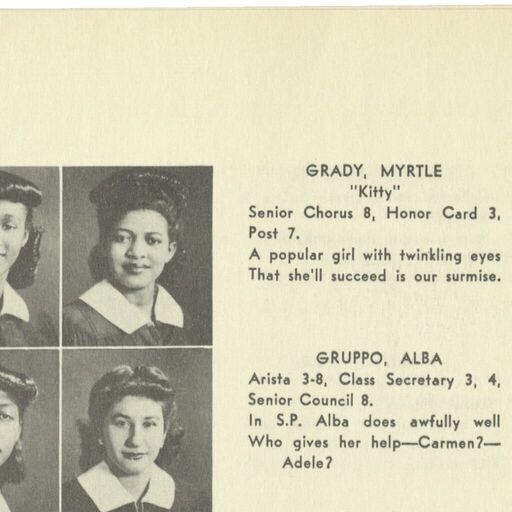 GRADY, MYRTLE
"Kitty"
Senior Chorus 8, Honor Card 3,
Post 7.
A popular girl with twinkling eyes
That she'll succeed is our surmise.
GRUPPO, ALBA
Arista 3-8, Class Secretary 3, 4,
Senior Council 8.
In S.P. Alba does awfully well
Who gives her help—Carmen?—
Adele?